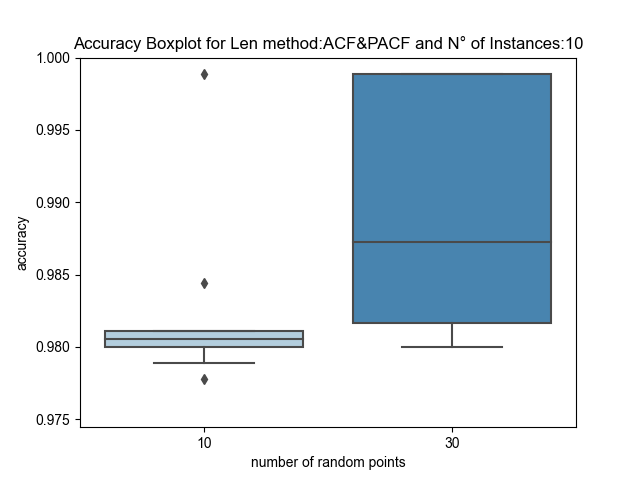 Accuracy Boxplot for Len method:ACF&PACF and N° of Instances:10
1.000
0.995
0.990
0.985
0.980
0.975
accuracy
10
30
number of random points